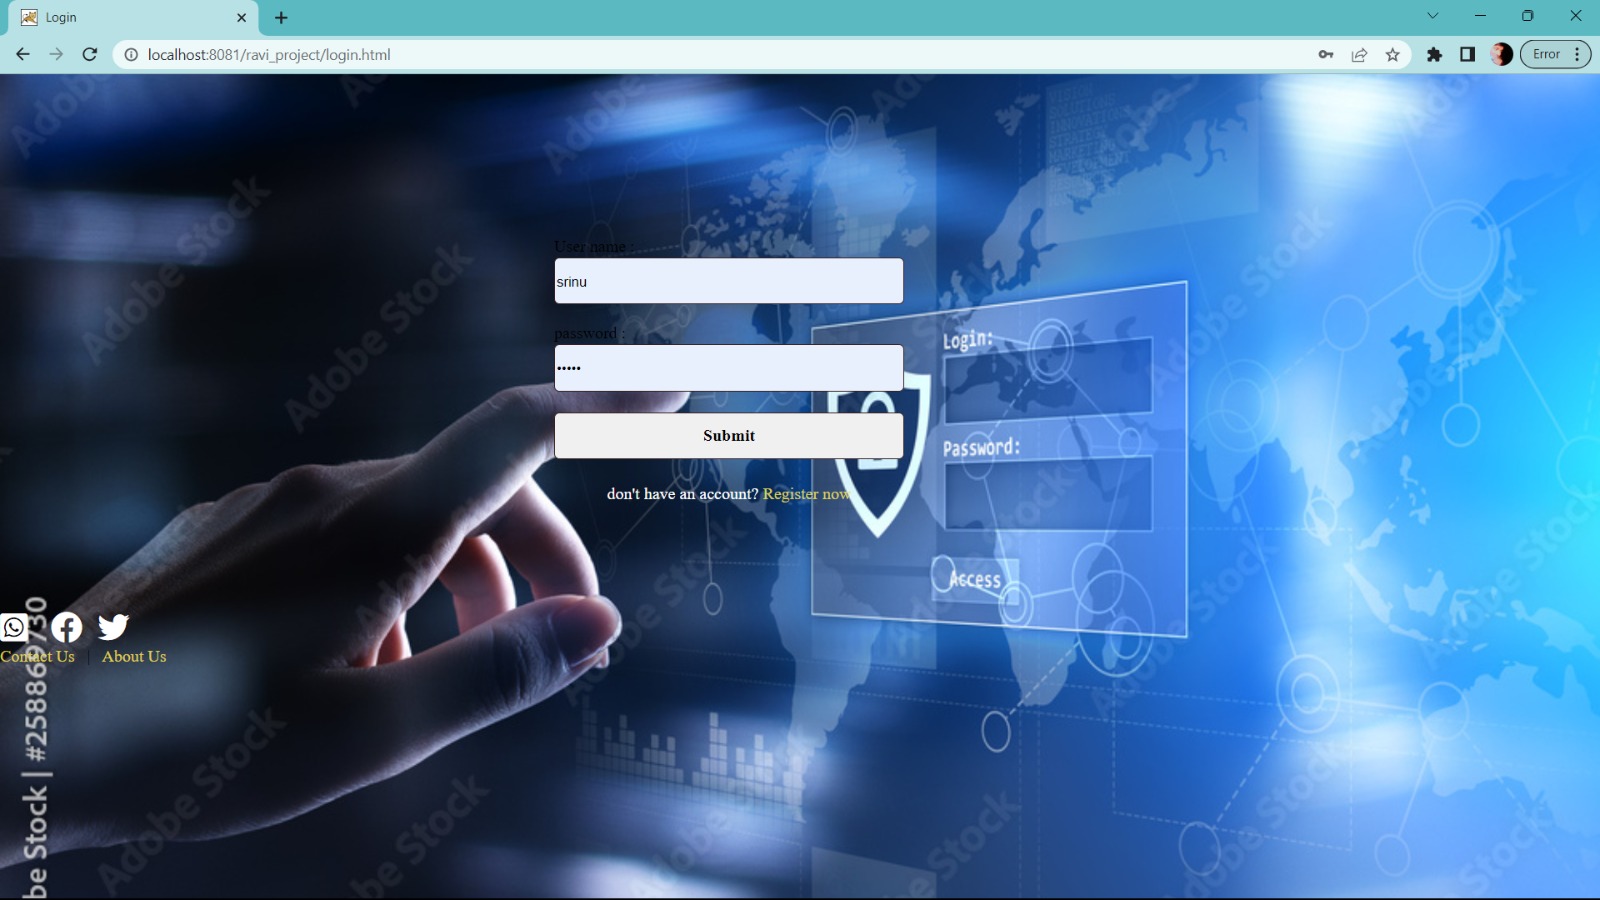 Login
localhost:8081/ravi_project/login.html
Error
User name :
srinu
password :
•••••
Submit
don't have an account? Register now
Login:
Password:
Access
Contact Us | About Us
Adobe Stock
be Stock | #258869730